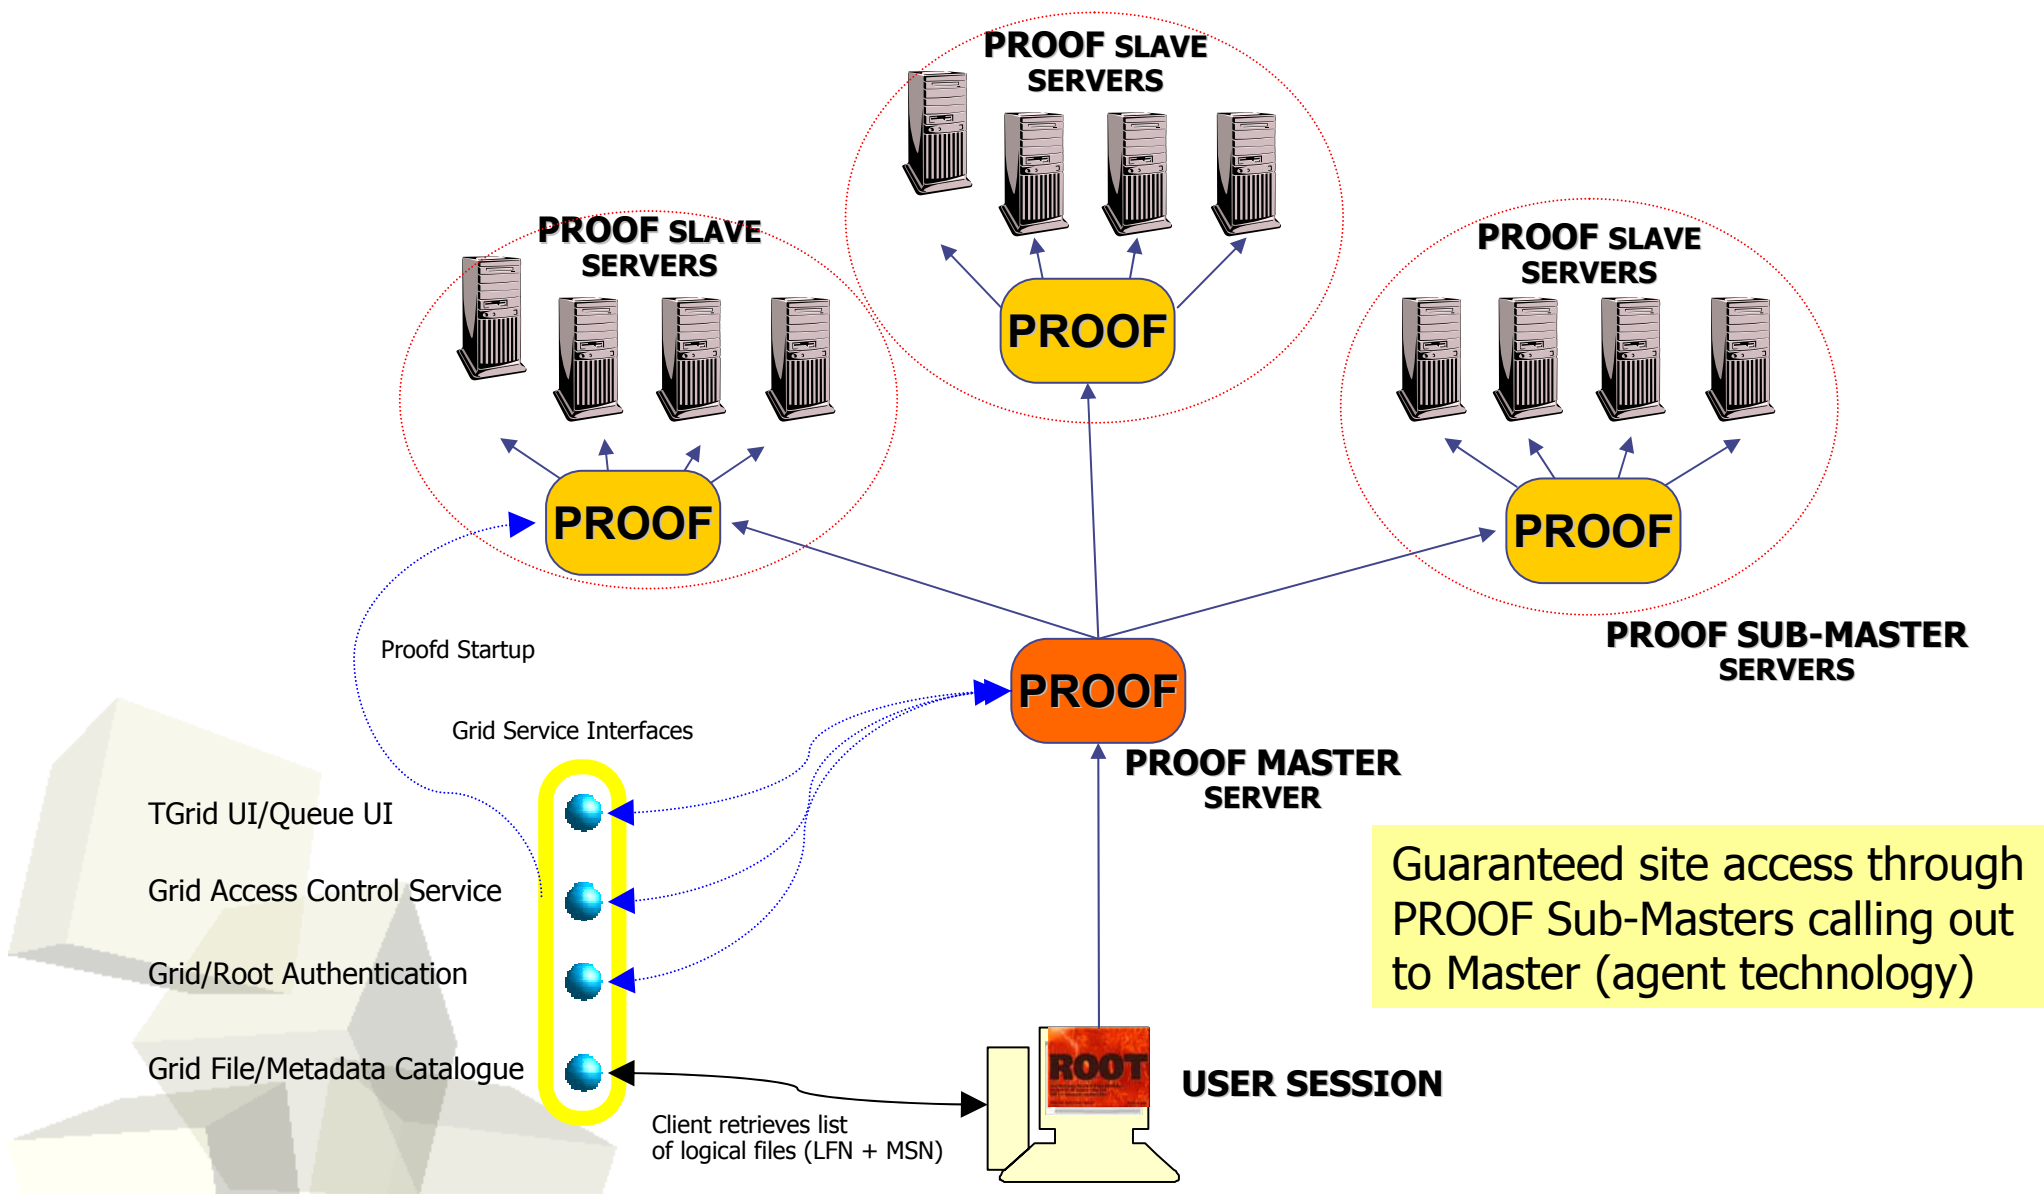 PROOF SLAVE
SERVERS
PROOF SLAVE
SERVERS
PROOF SLAVE
SERVERS
PROOF
PROOF
PROOF
Proofd Startup
PROOF SUB-MASTER
SERVERS
PROOF
Grid Service Interfaces
PROOF MASTER
SERVER
TGrid UI/Queue UI
Grid Access Control Service
Grid/Root Authentication
Grid File/Metadata Catalogue
Guaranteed site access through
PROOF Sub-Masters calling out
to Master (agent technology)
ROOT
USER SESSION
Client retrieves list
of logical files (LFN + MSN)